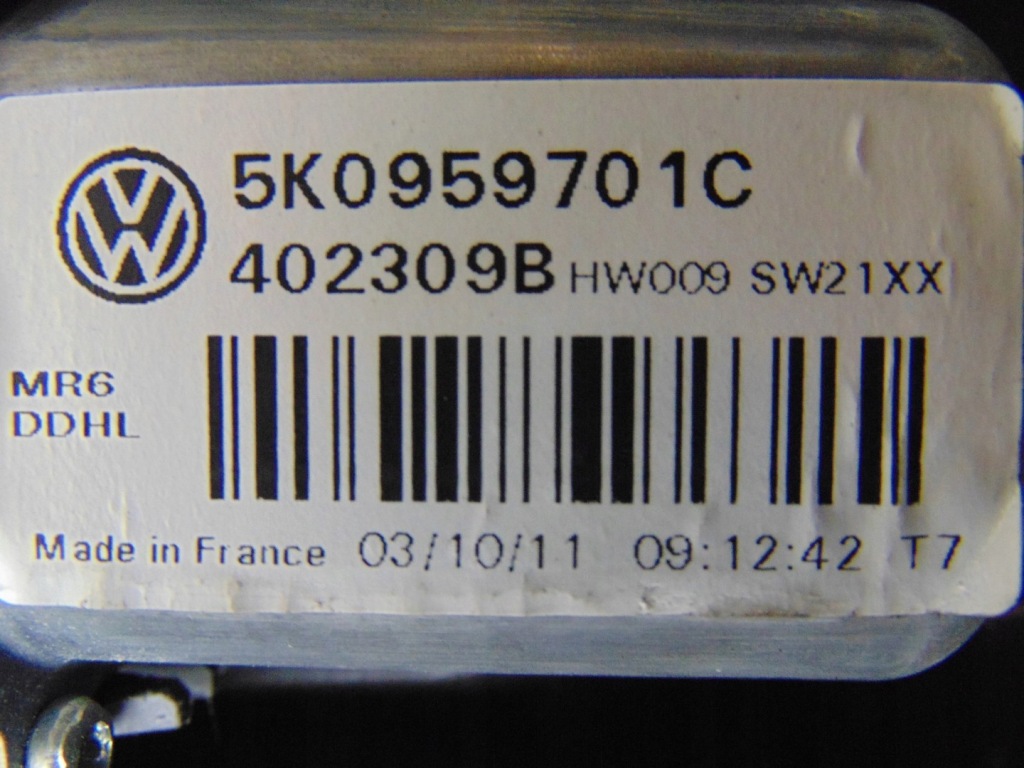 5K0959701C
402309B HW009 SW21XX
MR6
DDHL
Made in France 03/10/11 09:12:42 T7